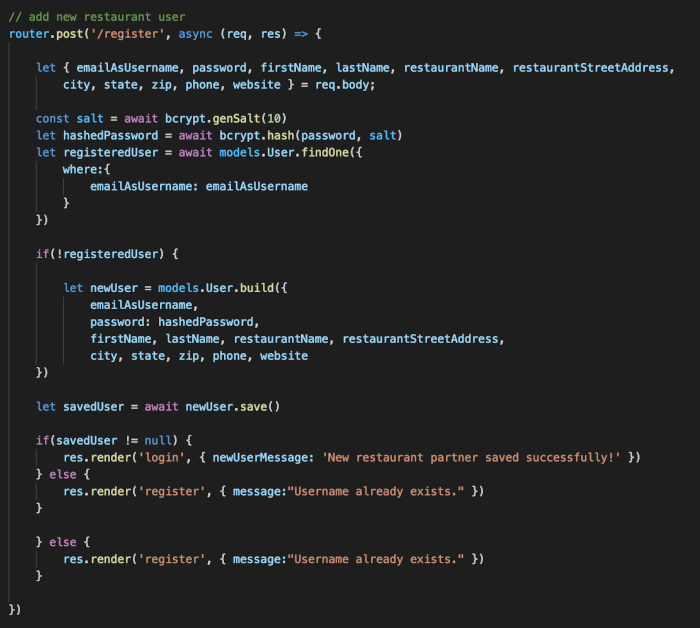 // add new restaurant user
router.post('/register', async (req, res) => {
let { emailAsUsername, password, firstName, lastName, restaurantName, restaurantStreetAddress,
city, state, zip, phone, website } = req.body;
const salt = await bcrypt.genSalt(10)
let hashedPassword = await bcrypt.hash(password, salt)
let registeredUser = await models.User.findOne({
where:{
emailAsUsername: emailAsUsername
}
})
if(!registeredUser) {
let newUser = models.User.build({
emailAsUsername,
password: hashedPassword,
firstName, lastName, restaurantName, restaurantStreetAddress,
city, state, zip, phone, website
})
let savedUser = await newUser.save()
if(savedUser != null) {
res.render('login', { newUserMessage: 'New restaurant partner saved successfully!' })
} else {
res.render('register', { message:"Username already exists." })
}
} else {
res.render('register', { message:"Username already exists." })
}
})